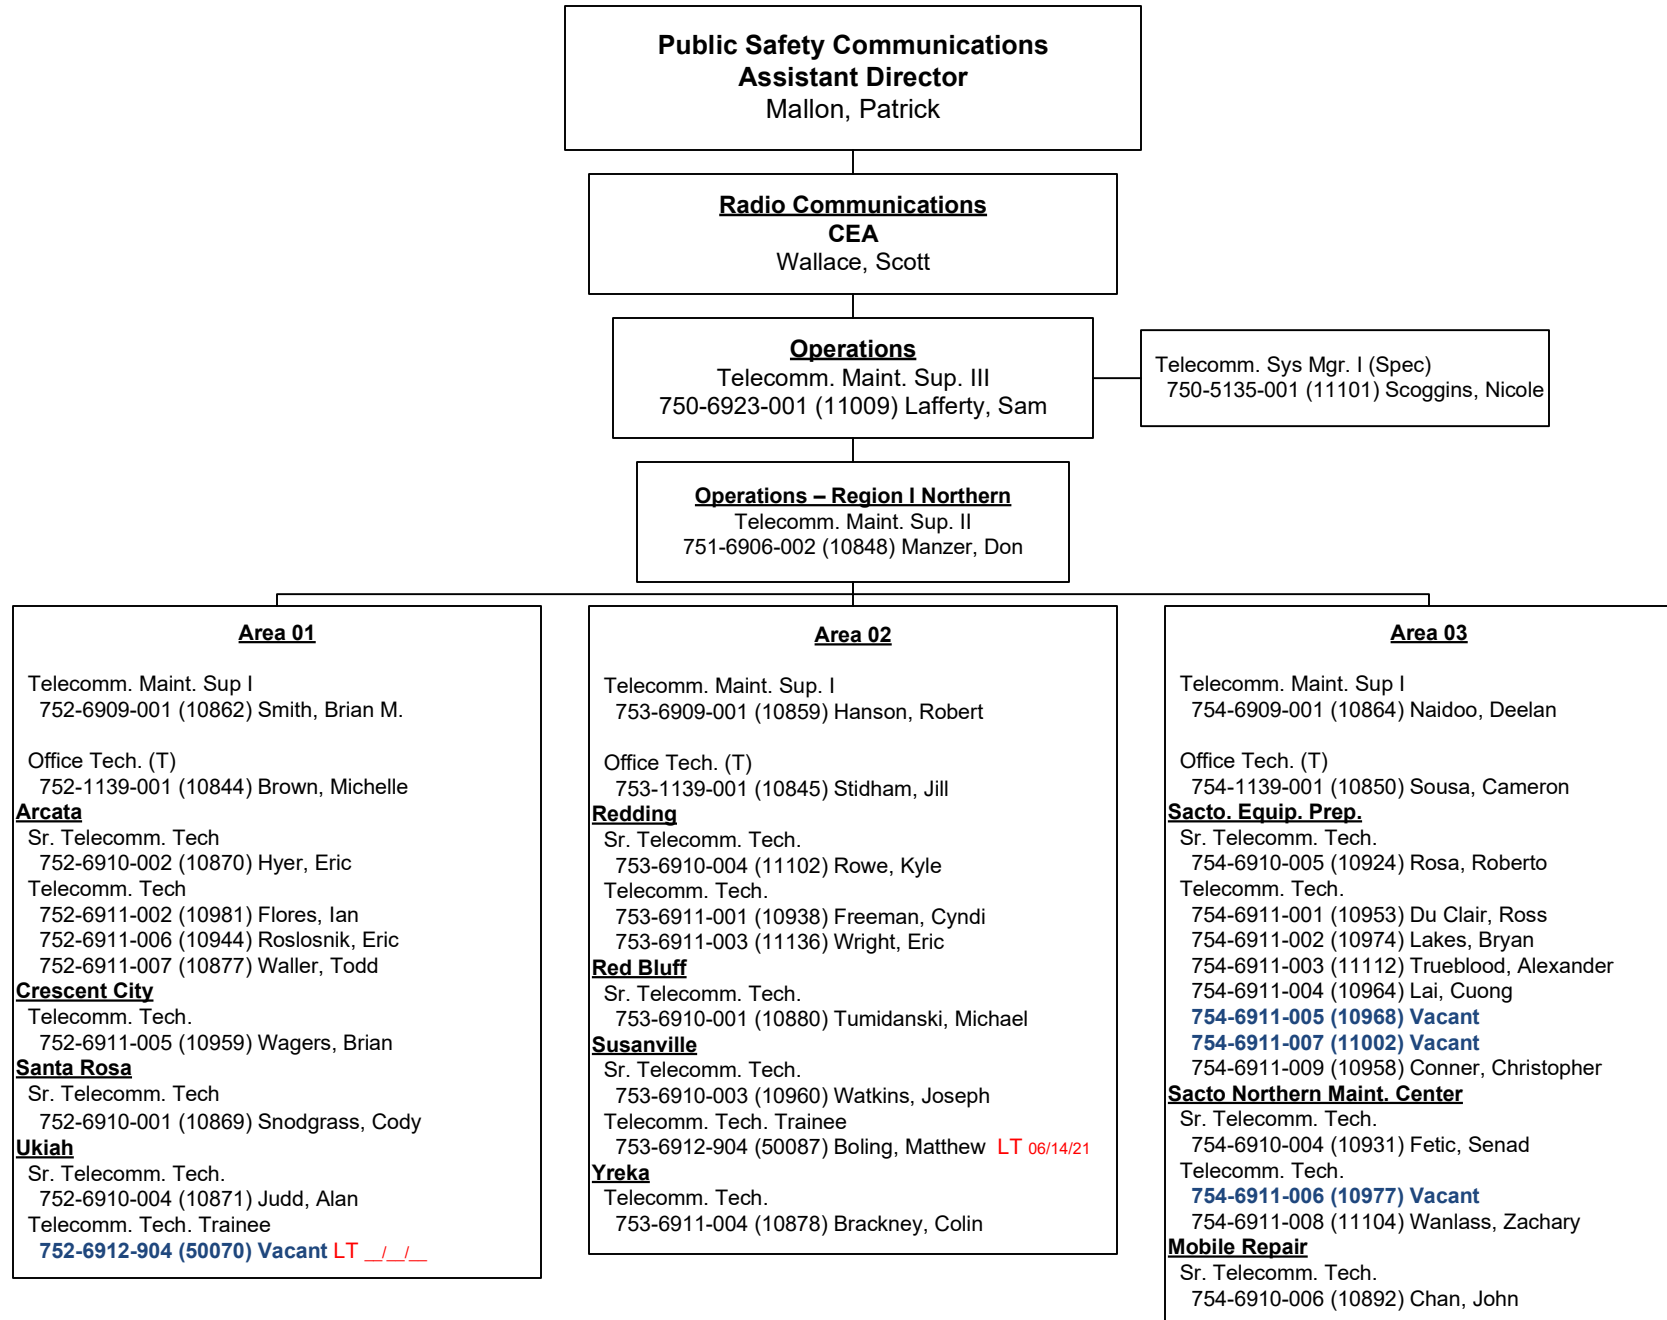 Public Safety Communications
Assistant Director
Mallon, Patrick
Radio Communications
CEA
Wallace, Scott
Operations
Telecomm. Maint. Sup. III
750-6923-001 (11009) Lafferty, Sam
Telecomm. Sys Mgr. I (Spec)
750-5135-001 (11101) Scoggins, Nicole
Operations – Region I Northern
Telecomm. Maint. Sup. II
751-6906-002 (10848) Manzer, Don
Area 01
Telecomm. Maint. Sup I
752-6909-001 (10862) Smith, Brian M.
Office Tech. (T)
752-1139-001 (10844) Brown, Michelle
Arcata
Sr. Telecomm. Tech
752-6910-002 (10870) Hyer, Eric
Telecomm. Tech
752-6911-002 (10981) Flores, Ian
752-6911-006 (10944) Roslosnik, Eric
752-6911-007 (10877) Waller, Todd
Crescent City
Telecomm. Tech.
752-6911-005 (10959) Wagers, Brian
Santa Rosa
Sr. Telecomm. Tech
752-6910-001 (10869) Snodgrass, Cody
Ukiah
Sr. Telecomm. Tech.
752-6910-004 (10871) Judd, Alan
Telecomm. Tech. Trainee
752-6912-904 (50070) Vacant LT __/__/__
Area 02
Telecomm. Maint. Sup. I
753-6909-001 (10859) Hanson, Robert
Office Tech. (T)
753-1139-001 (10845) Stidham, Jill
Redding
Sr. Telecomm. Tech.
753-6910-004 (11102) Rowe, Kyle
Telecomm. Tech.
753-6911-001 (10938) Freeman, Cyndi
753-6911-003 (11136) Wright, Eric
Red Bluff
Sr. Telecomm. Tech.
753-6910-001 (10880) Tumidanski, Michael
Susanville
Sr. Telecomm. Tech.
753-6910-003 (10960) Watkins, Joseph
Telecomm. Tech. Trainee
753-6912-904 (50087) Boling, Matthew LT 06/14/21
Yreka
Telecomm. Tech.
753-6911-004 (10878) Brackney, Colin
Area 03
Telecomm. Maint. Sup I
754-6909-001 (10864) Naidoo, Deelan
Office Tech. (T)
754-1139-001 (10850) Sousa, Cameron
Sacto. Equip. Prep.
Sr. Telecomm. Tech.
754-6910-005 (10924) Rosa, Roberto
Telecomm. Tech.
754-6911-001 (10953) Du Clair, Ross
754-6911-002 (10974) Lakes, Bryan
754-6911-003 (11112) Trueblood, Alexander
754-6911-004 (10964) Lai, Cuong
754-6911-005 (10968) Vacant
754-6911-007 (11002) Vacant
754-6911-009 (10958) Conner, Christopher
Sacto Northern Maint. Center
Sr. Telecomm. Tech.
754-6910-004 (10931) Fetic, Senad
Telecomm. Tech.
754-6911-006 (10977) Vacant
754-6911-008 (11104) Wanlass, Zachary
Mobile Repair
Sr. Telecomm. Tech.
754-6910-006 (10892) Chan, John